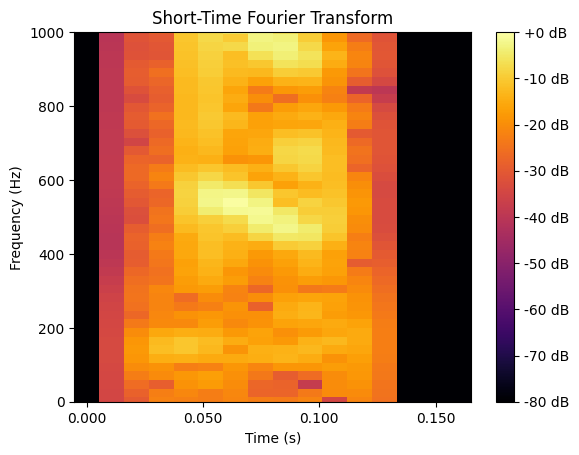 Short-Time Fourier Transform
1000
800
600
400
200
0
Frequency (Hz)
0.000
0.050
0.100
0.150
Time (s)
+0 dB
-10 dB
-20 dB
-30 dB
-40 dB
-50 dB
-60 dB
-70 dB
-80 dB